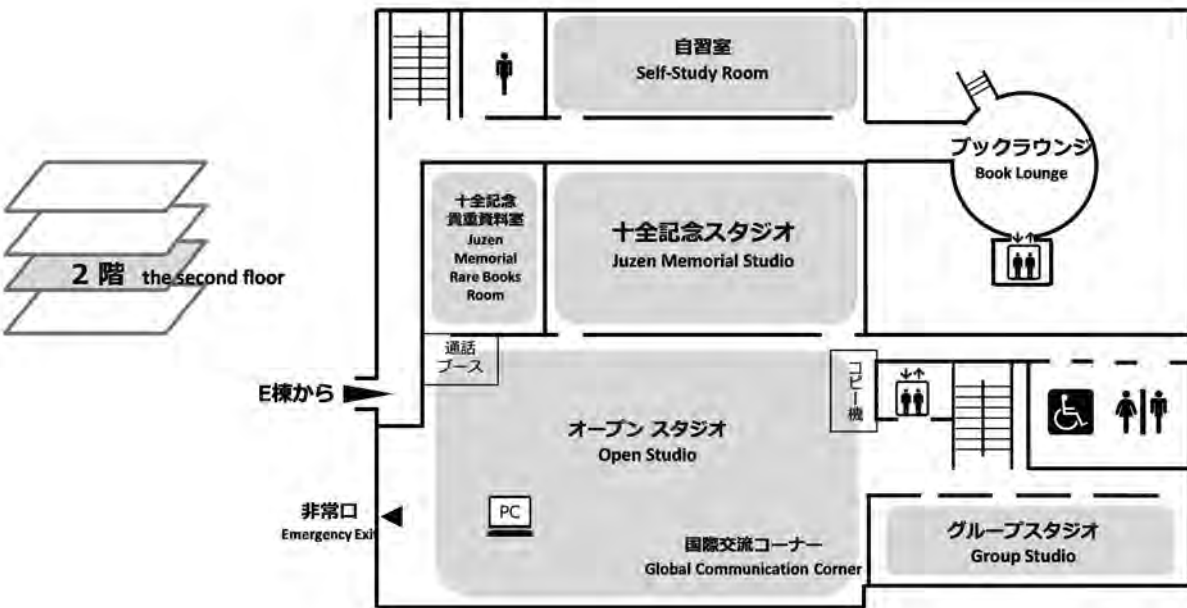 自習室
Self-Study Room
ブックラウンジ
Book Lounge
十全記念
貴重資料室
Juzen
Memorial
Rare Books
Room
十全記念スタジオ
Juzen Memorial Studio
2 階 the second floor
通話
ブース
コピー機
E棟から
オープン スタジオ
Open Studio
非常口
Emergency Exit
PC
国際交流コーナー
Global Communication Corner
グループスタジオ
Group Studio